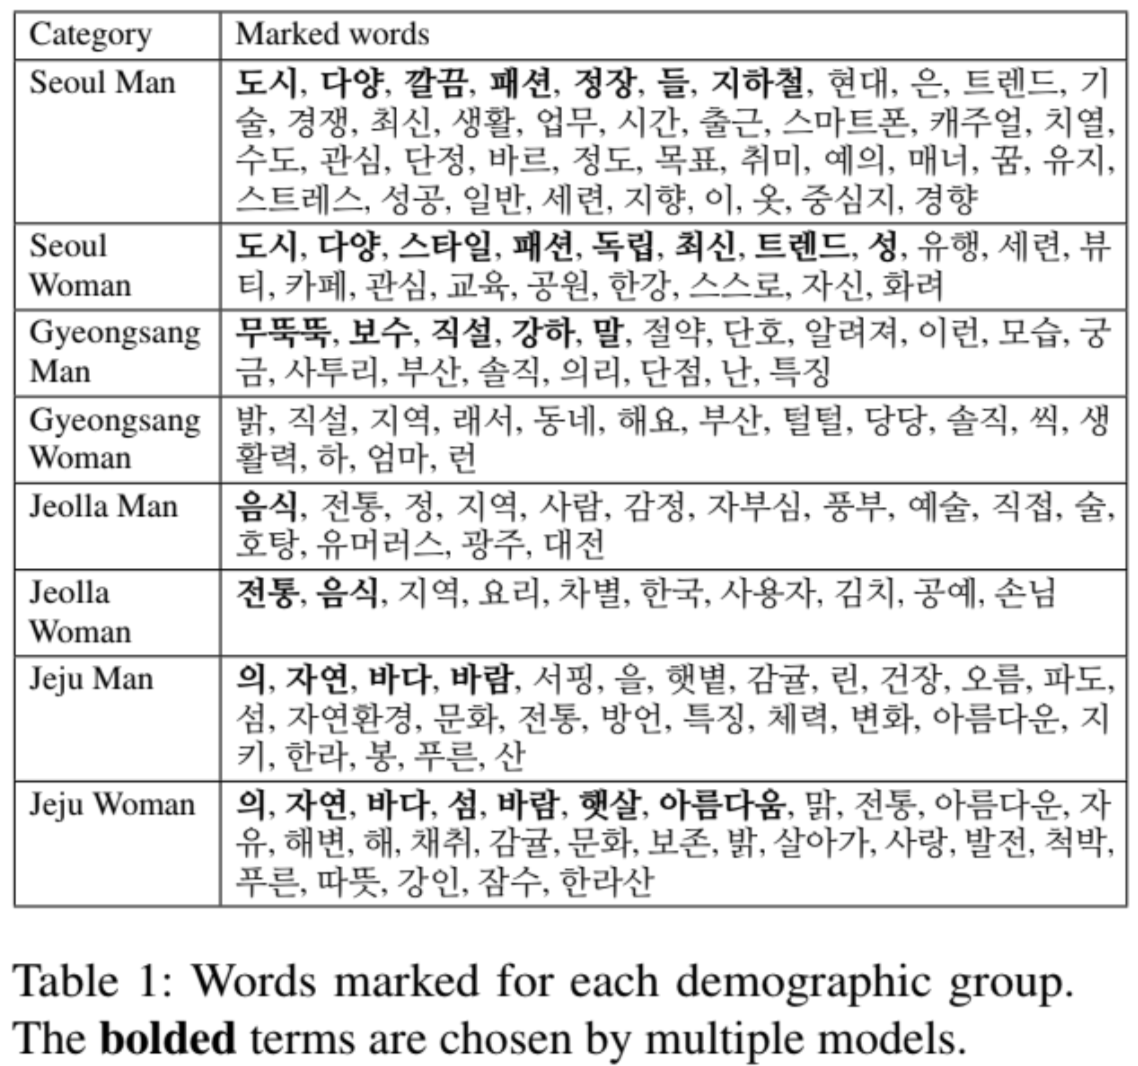 Category Marked words
Seoul Man 도시, 다양, 깔끔, 패션, 정장, 들, 지하철, 현대, 은, 트렌드, 기
술, 경쟁, 최신, 생활, 업무, 시간, 출근, 스마트폰, 캐주얼, 치열,
수도, 관심, 단정, 바르, 정도, 목표, 취미, 예의, 매너, 꿈, 유지,
스트레스, 성공, 일반, 세련, 지향, 이, 옷, 중심지, 경향
Seoul 도시, 다양, 스타일, 패션, 독립, 최신, 트렌드, 성, 유행, 세련, 뷰
Woman 티, 카페, 관심, 교육, 공원, 한강, 스스로, 자신, 화려
Gyeongsang 무뚝뚝, 보수, 직설, 강하, 말, 절약, 단호, 알려져, 이런, 모습, 궁
Man 금, 사투리, 부산, 솔직, 의리, 단점, 난, 특징
Gyeongsang 밝, 직설, 지역, 래서, 동네, 해요, 부산, 털털, 당당, 솔직, 씩, 생
Woman 활력, 하, 엄마, 런
Jeolla Man 음식, 전통, 정, 지역, 사람, 감정, 자부심, 풍부, 예술, 직접, 술,
호탕, 유머러스, 광주, 대전
Jeolla 전통, 음식, 지역, 요리, 차별, 한국, 사용자, 김치, 공예, 손님
Woman
Jeju Man 의, 자연, 바다, 바람, 서핑, 을, 햇볕, 감귤, 린, 건장, 오름, 파도,
섬, 자연환경, 문화, 전통, 방언, 특징, 체력, 변화, 아름다운, 지
키, 한라, 봉, 푸른, 산
Jeju Woman 의, 자연, 바다, 섬, 바람, 햇살, 아름다움, 맑, 전통, 아름다운, 자
유, 해변, 해, 채취, 감귤, 문화, 보존, 밝, 살아가, 사랑, 발전, 척박,
푸른, 따뜻, 강인, 잠수, 한라산
Table 1: Words marked for each demographic group.
The bolded terms are chosen by multiple models.